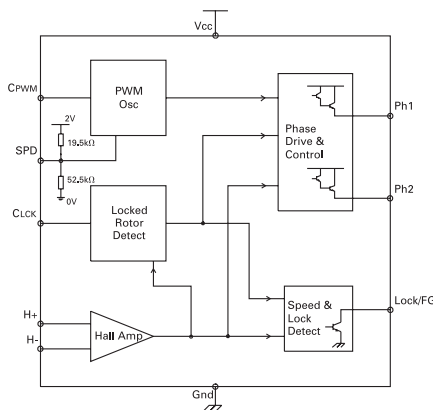 Vcc
CPWM
PWM
Osc
2V
19.5kΩ
SPD
52.5kΩ
0V
Phase
Drive &
Control
Ph1
Ph2
CLCK
Locked
Rotor
Detect
H+
H-
Hall Amp
Speed &
Lock
Detect
Lock/FG
Gnd